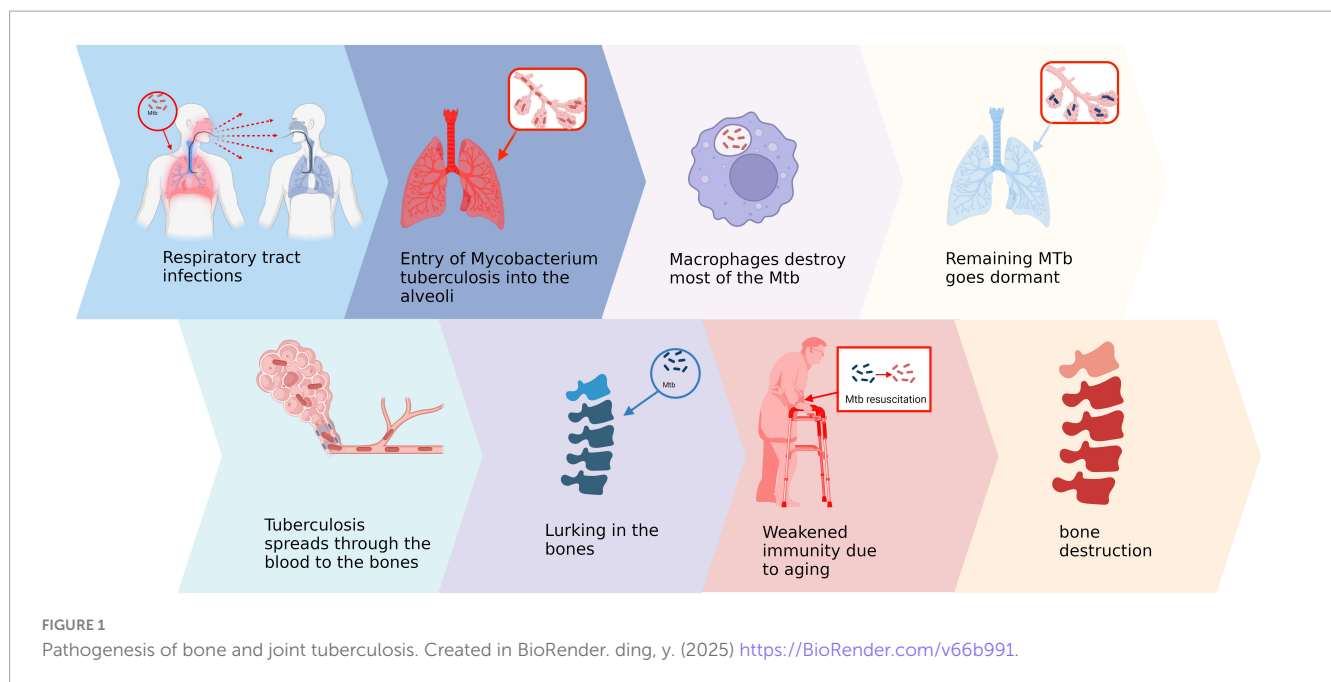 Mtb
Respiratory tract
infections
Entry of Mycobacterium
tuberculosis into the
alveoli
Macrophages destroy
most of the Mtb
Remaining MTb
goes dormant
Tuberculosis
spreads through the
blood to the bones
Mtb
Lurking in the
bones
Mtb resuscitation
Weakened
immunity due
to aging
bone
destruction
FIGURE 1
Pathogenesis of bone and joint tuberculosis. Created in BioRender. ding, y. (2025) https://BioRender.com/v66b991.